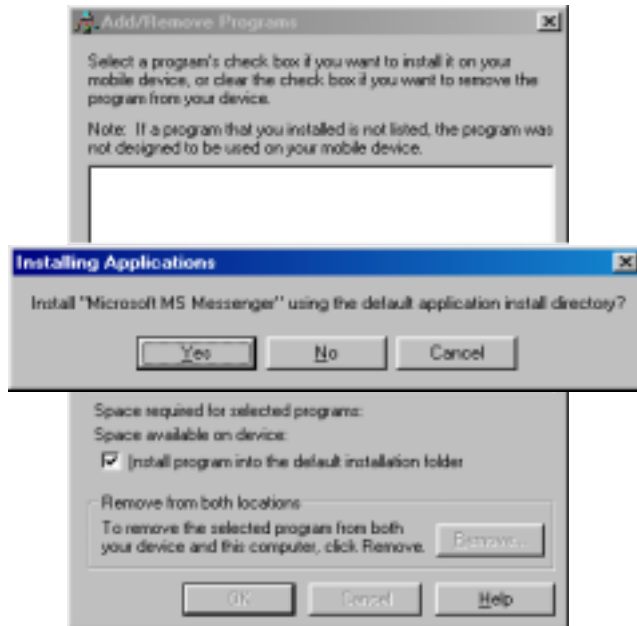 Add/Remove Programs
Select a program's check box if you want to install it on your
mobile device, or clear the check box if you want to remove the
program from your device.
Note: If a program that you installed is not listed, the program was
not designed to be used on your mobile device.
Installing Applications
Install "Microsoft MS Messenger" using the default application install directory?
Yes
No
Cancel
Space required for selected programs:
Space available on device:
Install program into the default installation folder
Remove from both locations
To remove the selected program from both
your device and this computer, click Remove.
Remove...
OK
Cancel
Help